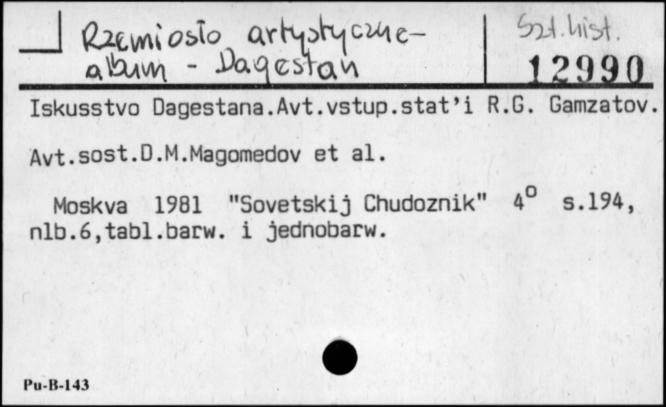 Rzemiosło artystyczne-
album - Dagestan
Szt. hist.
12990
Iskusstvo Dagestana.Avt.vstup.stat'i R.G. Gamzatov.
Avt.sost.D.M.Magomedov et al.
Moskva 1981 "Sovetskij Chudoznik" 4° s.194,
nlb.6,tabl.barw. i jednobarw.
Pu-B-143